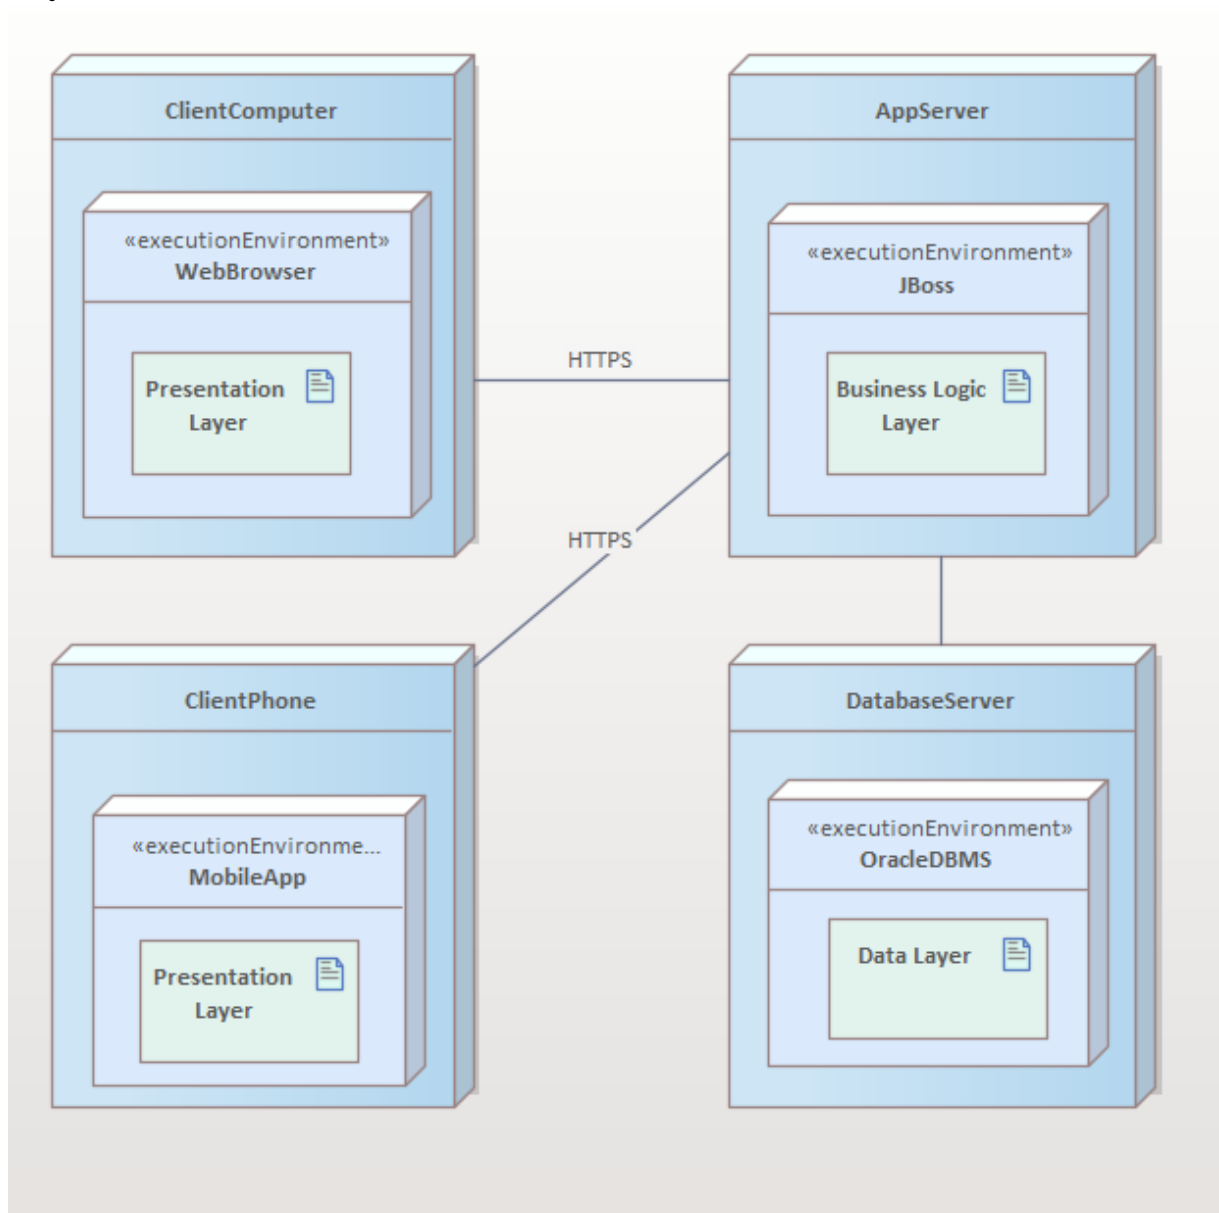 ClientComputer
«executionEnvironment»
WebBrowser
Presentation
Layer
HTTPS
AppServer
«executionEnvironment»
JBoss
Business Logic
Layer
HTTPS
ClientPhone
«executionEnvironme...
MobileApp
Presentation
Layer
DatabaseServer
«executionEnvironment»
OracleDBMS
Data Layer